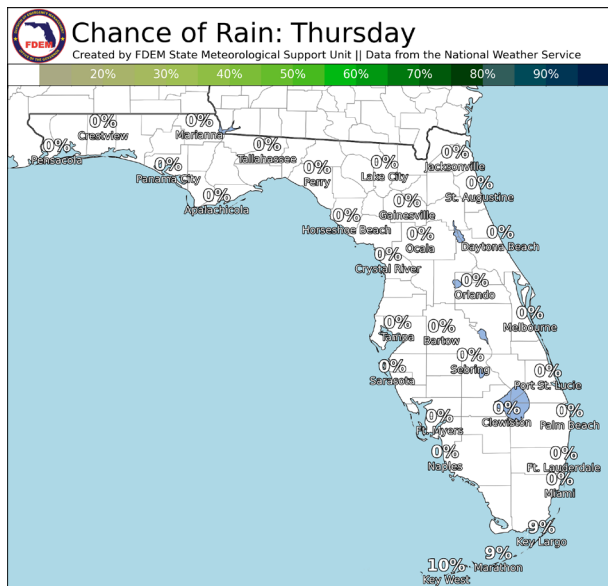 Chance of Rain: Thursday
FDEM
Created by FDEM State Meteorological Support Unit || Data from the National Weather Service
20% 30% 40% 50% 60% 70% 80% 90%
0%
Crestview
0%
Marianna
0%
Pensacola
0%
Tallahassee
0%
Panama City
0%
Perry
0%
Lake City
0%
Jacksonville
0%
Apalachicola
0%
St. Augustine
0%
Gainesville
0%
Horseshoe Beach
0%
Ocala
0%
Daytona Beach
0%
Crystal River
0%
Orlando
0%
Melbourne
0%
Tampa
0%
Bartow
0%
Sebring
0%
Sarasota
0%
Port St. Lucie
0%
Clewiston
0%
Palm Beach
0%
Ft. Myers
0%
Naples
0%
Ft. Lauderdale
0%
Miami
9%
Key Largo
9%
Marathon
10%
Key West